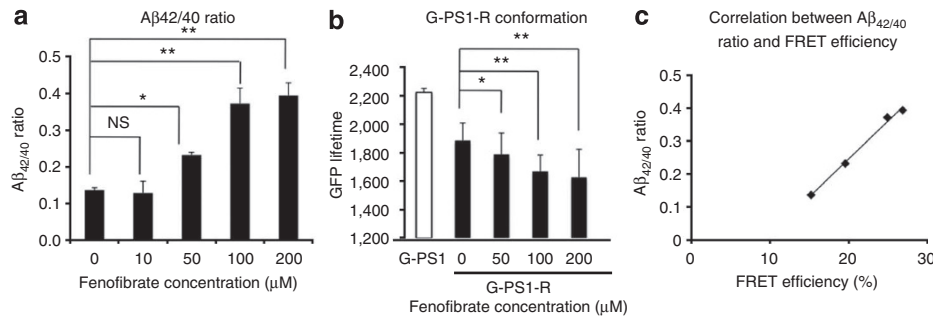 a
Aβ42/40 ratio
**
**
*
NS
0.5
0.4
0.3
0.2
0.1
0.0
Aβ42/40 ratio
0 10 50 100 200
Fenofibrate concentration (μM)
b
G-PS1-R conformation
**
**
*
2,400
2,200
2,000
1,800
1,600
1,400
1,200
GFP lifetime
G-PS1 0 50 100 200
G-PS1-R
Fenofibrate concentration (μM)
c
Correlation between Aβ42/40
ratio and FRET efficiency
0.5
0.4
0.3
0.2
0.1
0
Aβ42/40 ratio
0 10 20 30
FRET efficiency (%)